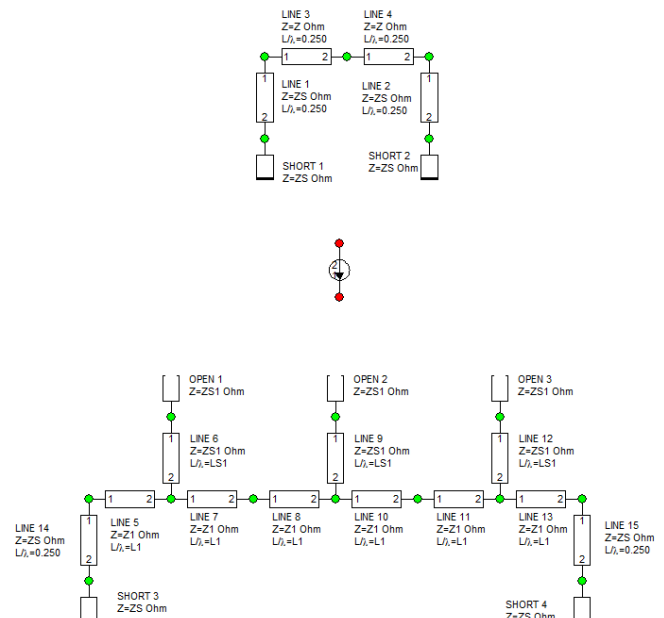 LINE 3
Z=Z Ohm
L/λ=0.250
LINE 4
Z=Z Ohm
L/λ=0.250
1 2
1 2
1
2
LINE 1
Z=ZS Ohm
L/λ=0.250
LINE 2
Z=ZS Ohm
L/λ=0.250
1
2
SHORT 1
Z=ZS Ohm
SHORT 2
Z=ZS Ohm
2
OPEN 1
Z=ZS1 Ohm
OPEN 2
Z=ZS1 Ohm
OPEN 3
Z=ZS1 Ohm
1
2
LINE 6
Z=ZS1 Ohm
L/λ=LS1
1
2
LINE 9
Z=ZS1 Ohm
L/λ=LS1
1
2
LINE 12
Z=ZS1 Ohm
L/λ=LS1
1 2
1 2
1 2
1 2
1 2
1 2
LINE 14
Z=ZS Ohm
L/λ=0.250
1
2
LINE 5
Z=Z1 Ohm
L/λ=L1
LINE 7
Z=Z1 Ohm
L/λ=L1
LINE 8
Z=Z1 Ohm
L/λ=L1
LINE 10
Z=Z1 Ohm
L/λ=L1
LINE 11
Z=Z1 Ohm
L/λ=L1
LINE 13
Z=Z1 Ohm
L/λ=L1
1
2
LINE 15
Z=ZS Ohm
L/λ=0.250
SHORT 3
Z=ZS Ohm
SHORT 4
Z=ZS Ohm